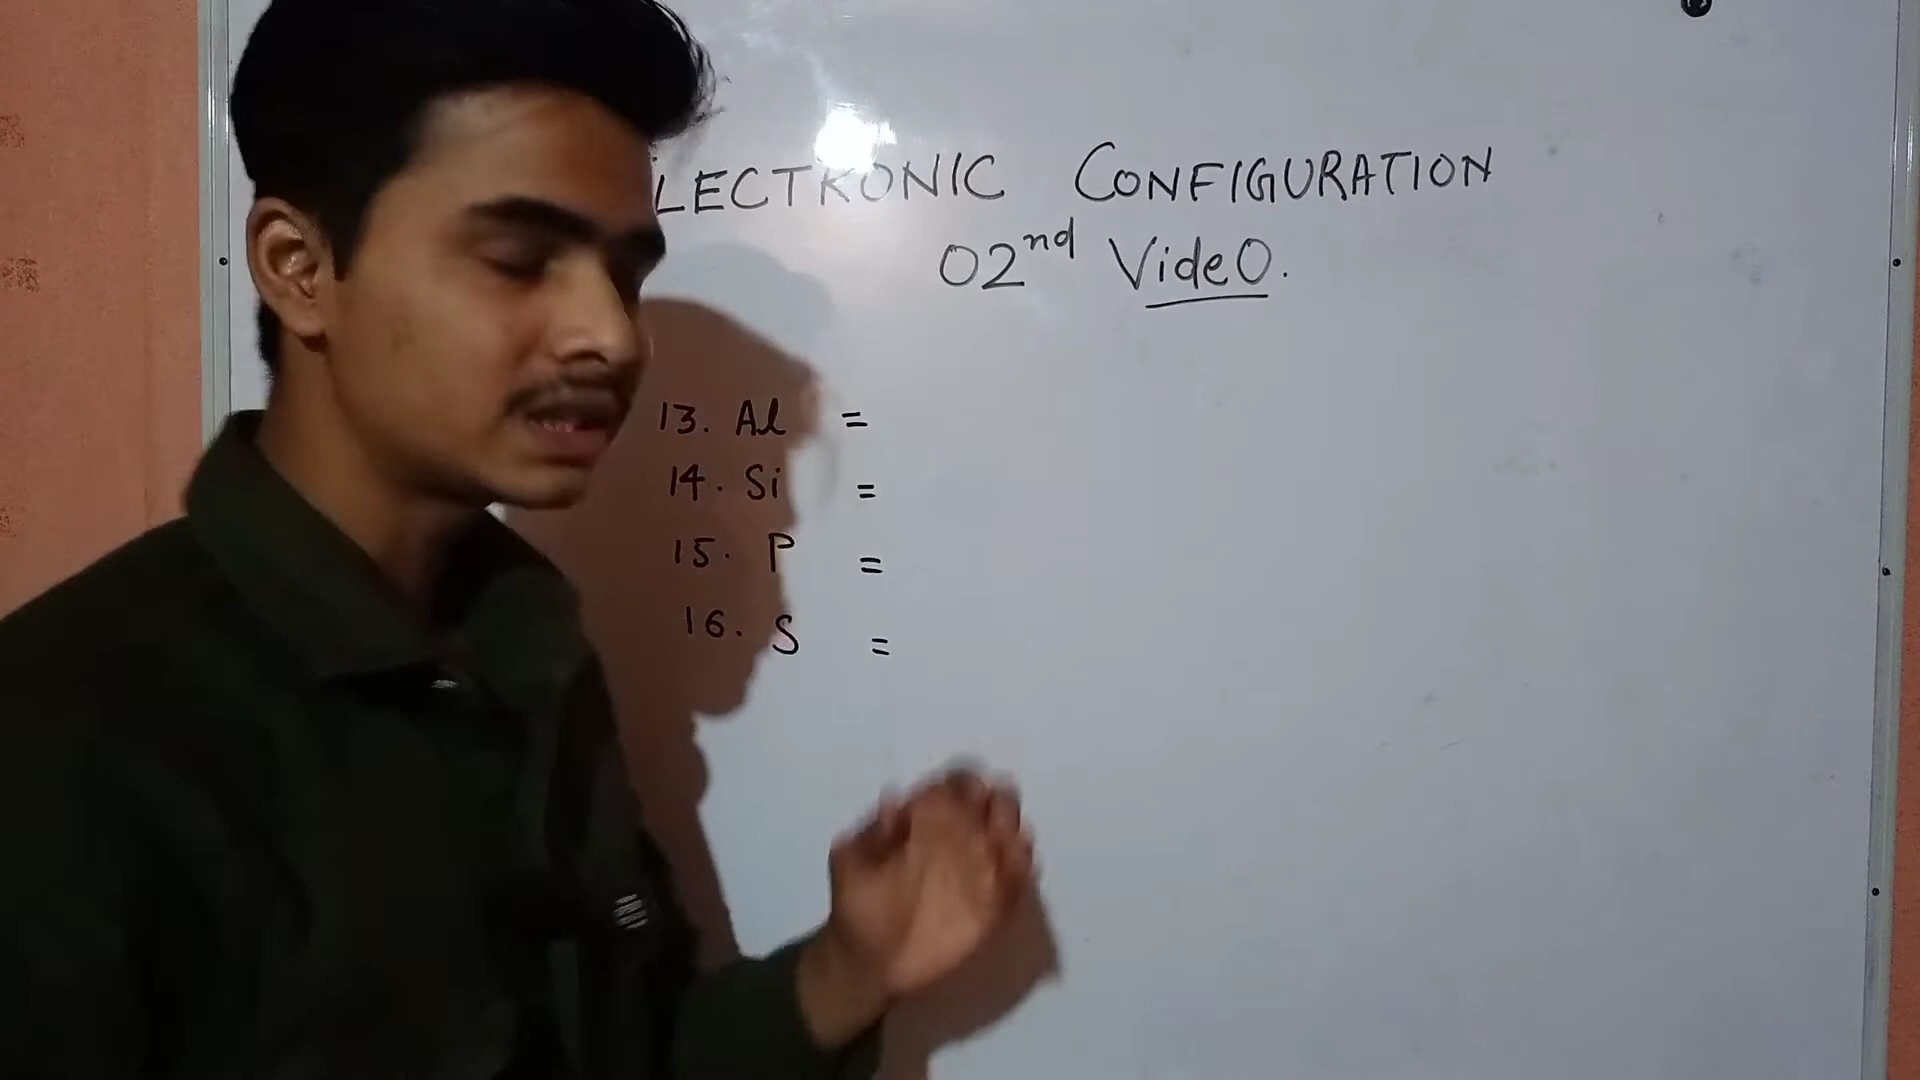 LECTRONIC CONFIGURATION
02nd VideO.
13. Al =
14. Si =
15. P =
16. S =